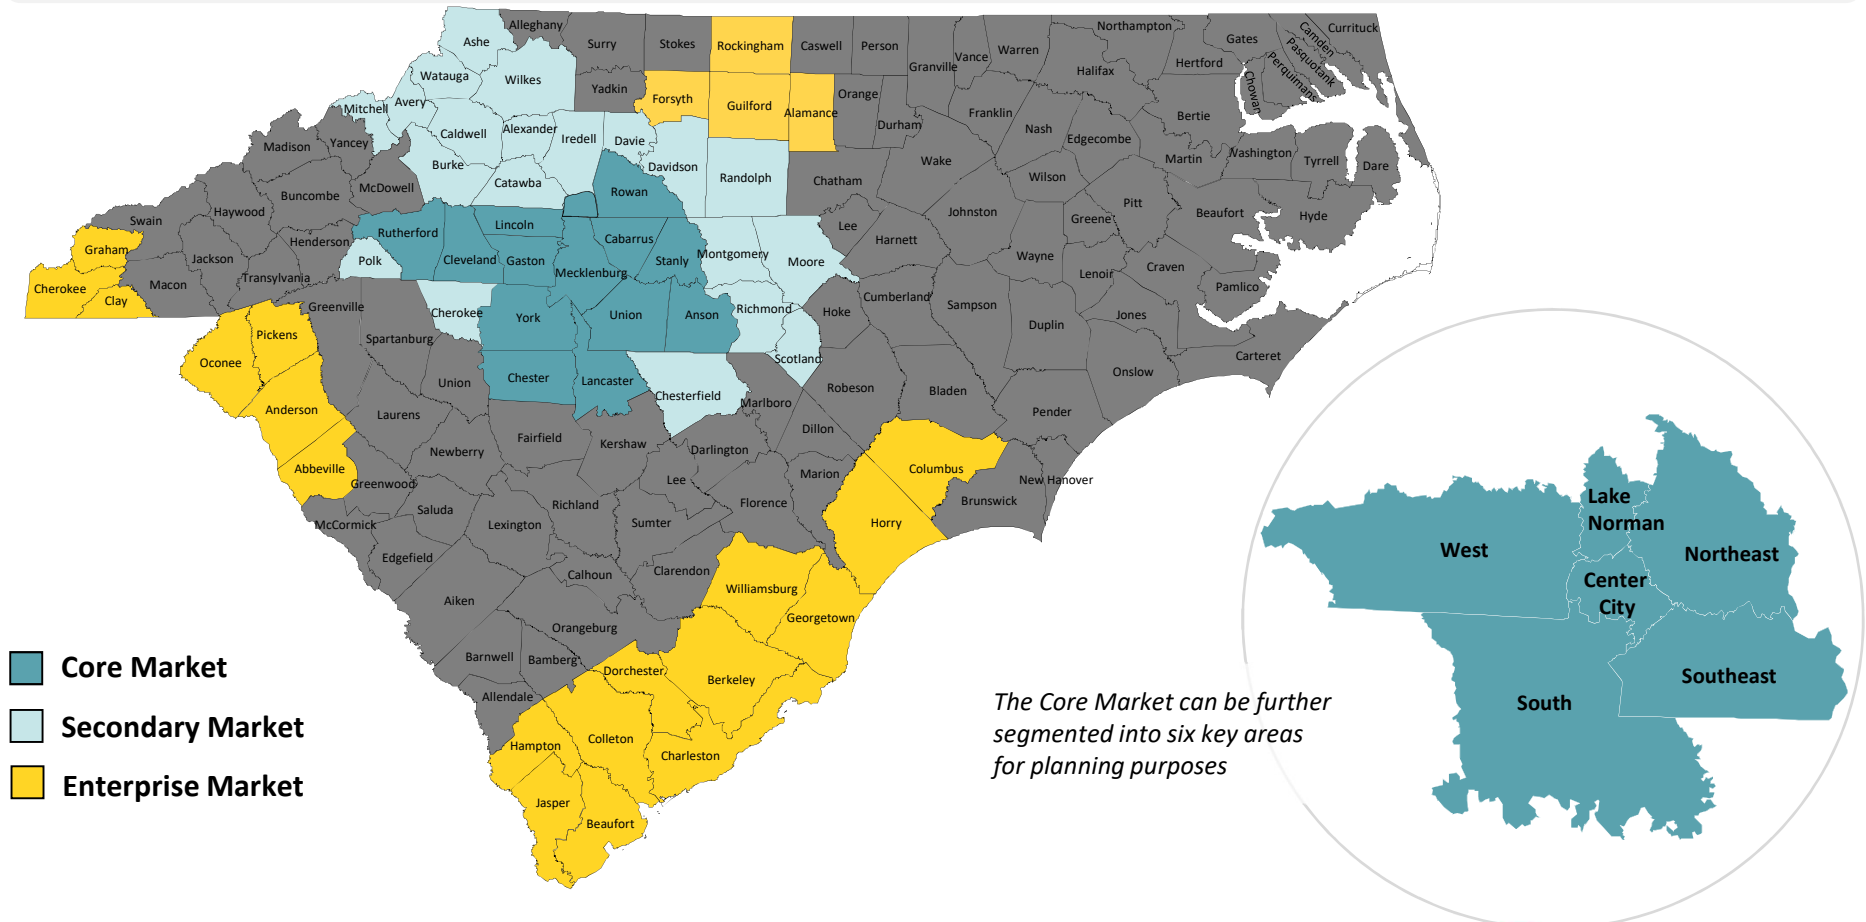 Alleghany
Ashe
Surry
Stokes
Rockingham
Caswell
Person
Granville
Vance
Warren
Northampton
Gates
Camden
Currituck
Pasquotank
Perquimans
Chowan
Hertford
Halifax
Watauga
Wilkes
Yadkin
Forsyth
Guilford
Alamance
Orange
Durham
Franklin
Nash
Edgecombe
Bertie
Mitchell
Avery
Caldwell
Alexander
Iredell
Davie
Davidson
Randolph
Chatham
Wake
Wilson
Martin
Washington
Tyrrell
Dare
Madison
Yancey
Burke
Catawba
Rowan
McDowell
Buncombe
Haywood
Swain
Johnston
Greene
Pitt
Beaufort
Hyde
Graham
Jackson
Henderson
Rutherford
Lincoln
Cabarrus
Lee
Harnett
Wayne
Lenoir
Craven
Pamlico
Cherokee
Clay
Macon
Transylvania
Polk
Cleveland
Gaston
Mecklenburg
Stanly
Montgomery
Moore
Cumberland
Sampson
Duplin
Jones
Carteret
Onslow
Greenville
Cherokee
York
Union
Anson
Richmond
Hoke
Scotland
Pickens
Oconee
Spartanburg
Union
Chester
Lancaster
Chesterfield
Marlboro
Robeson
Bladen
Pender
Anderson
Laurens
Newberry
Fairfield
Kershaw
Darlington
Dillon
Abbeville
Greenwood
Saluda
Lexington
Richland
Lee
Sumter
Florence
Marion
Columbus
Brunswick
New Hanover
McCormick
Edgefield
Horry
Calhoun
Clarendon
Williamsburg
Georgetown
Aiken
Orangeburg
Barnwell
Bamberg
Dorchester
Berkeley
Allendale
Hampton
Colleton
Charleston
Jasper
Beaufort
Core Market
Secondary Market
Enterprise Market
The Core Market can be further
segmented into six key areas
for planning purposes
West
Lake
Norman
Northeast
Center
City
South
Southeast